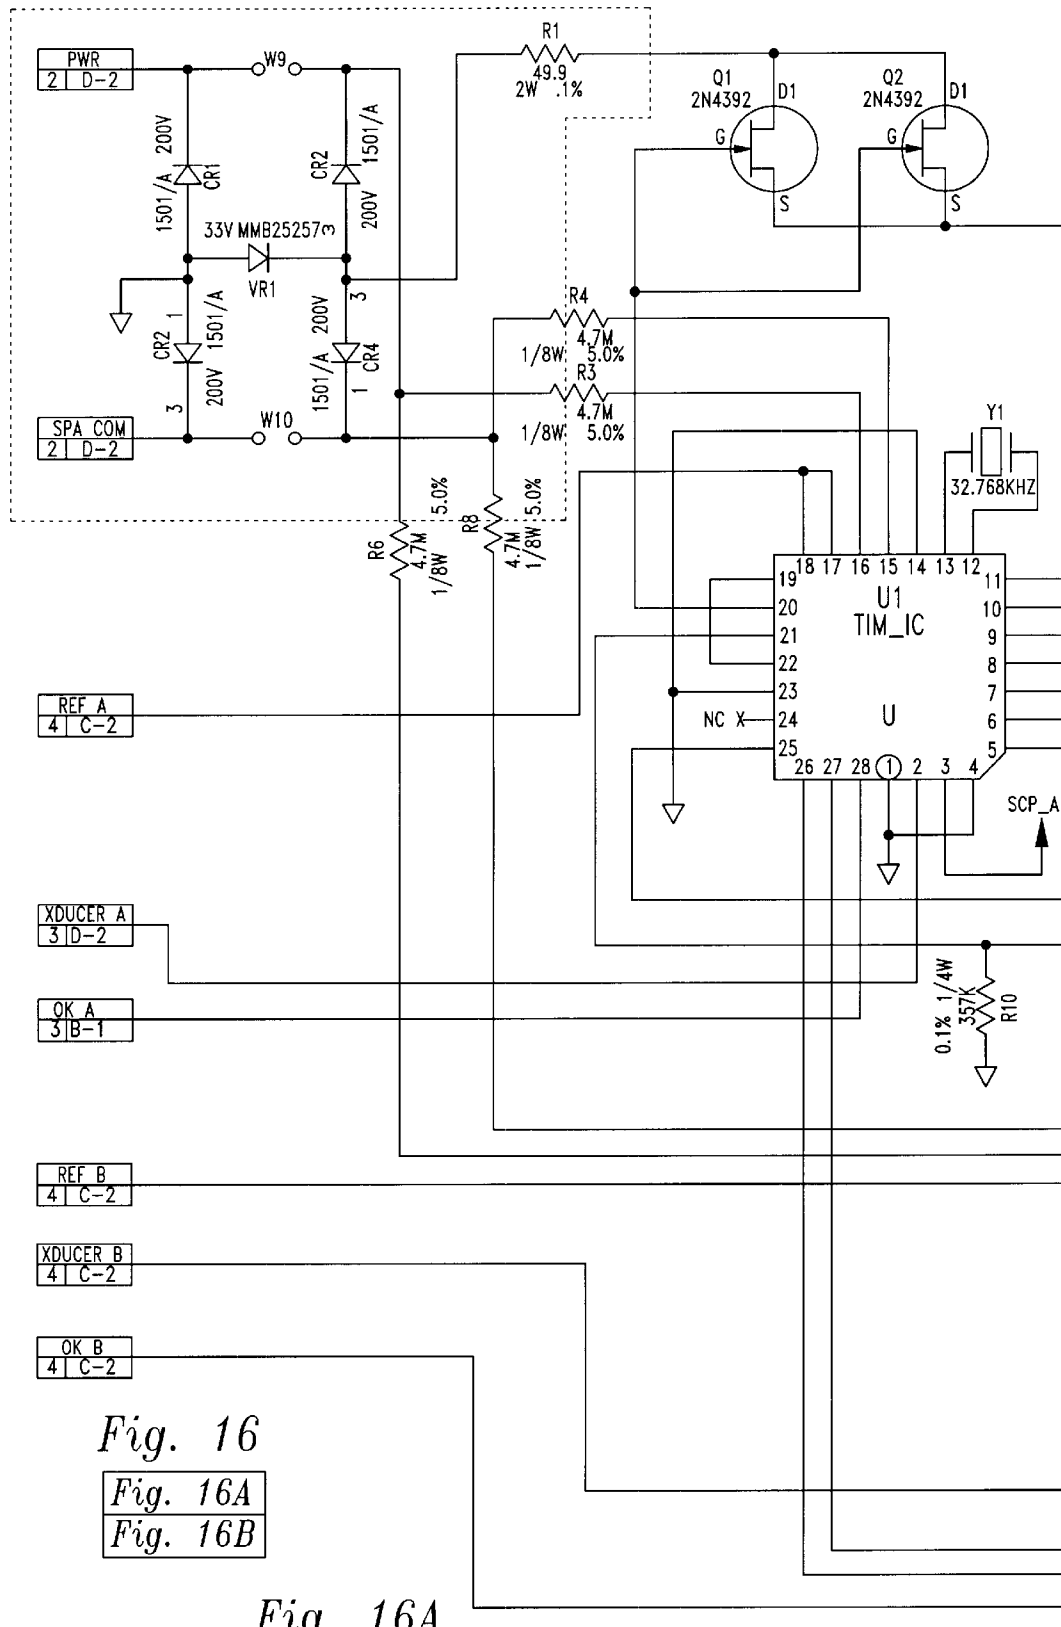 PWR
2 D-2
W9
R1
49.9
2W .1%
Q1
2N4392
D1
G
S
Q2
2N4392
D1
G
S
200V
1501/A
CR1
CR2
1501/A
200V
33V MMB25257
3
VR1
1
1501/A
CR2
200V
3
3
200V
1501/A
CR4
1
R4
4.7M
1/8W 5.0%
R3
4.7M
1/8W 5.0%
SPA COM
2 D-2
W10
R6
4.7M
5.0%
1/8W
R8
4.7M
1/8W 5.0%
Y1
32.768KHZ
18 17 16 15 14 13 12
19
20
21
22
23
24
25
U1
TIM_IC
U
11
10
9
8
7
6
5
26 27 28 1 2 3 4
NC X
SCP_A
REF A
4 C-2
XDUCER A
3 D-2
OK A
3 B-1
0.1% 1/4W
357K
R10
REF B
4 C-2
XDUCER B
4 C-2
OK B
4 C-2
Fig. 16
Fig. 16A
Fig. 16B
Fig. 16A